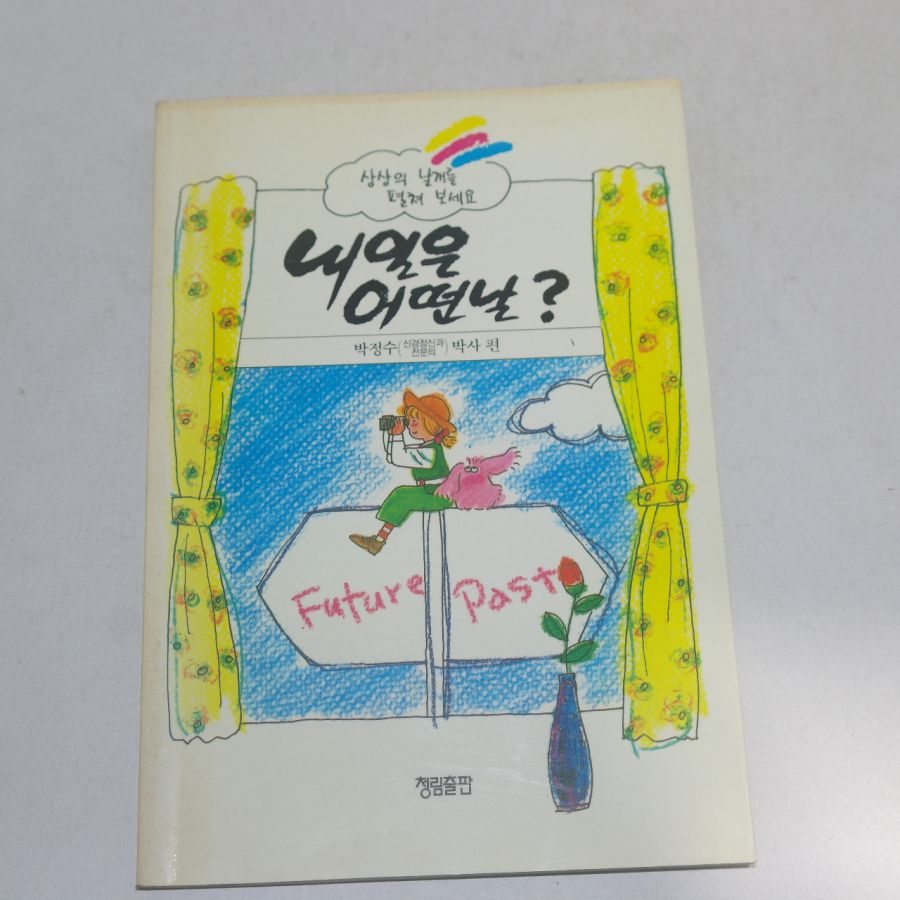 상상의 날개를
펼쳐 보세요
내일은
어떤날?
박정수(신경정신과 전문의) 박사 편
Future Past
청림출판